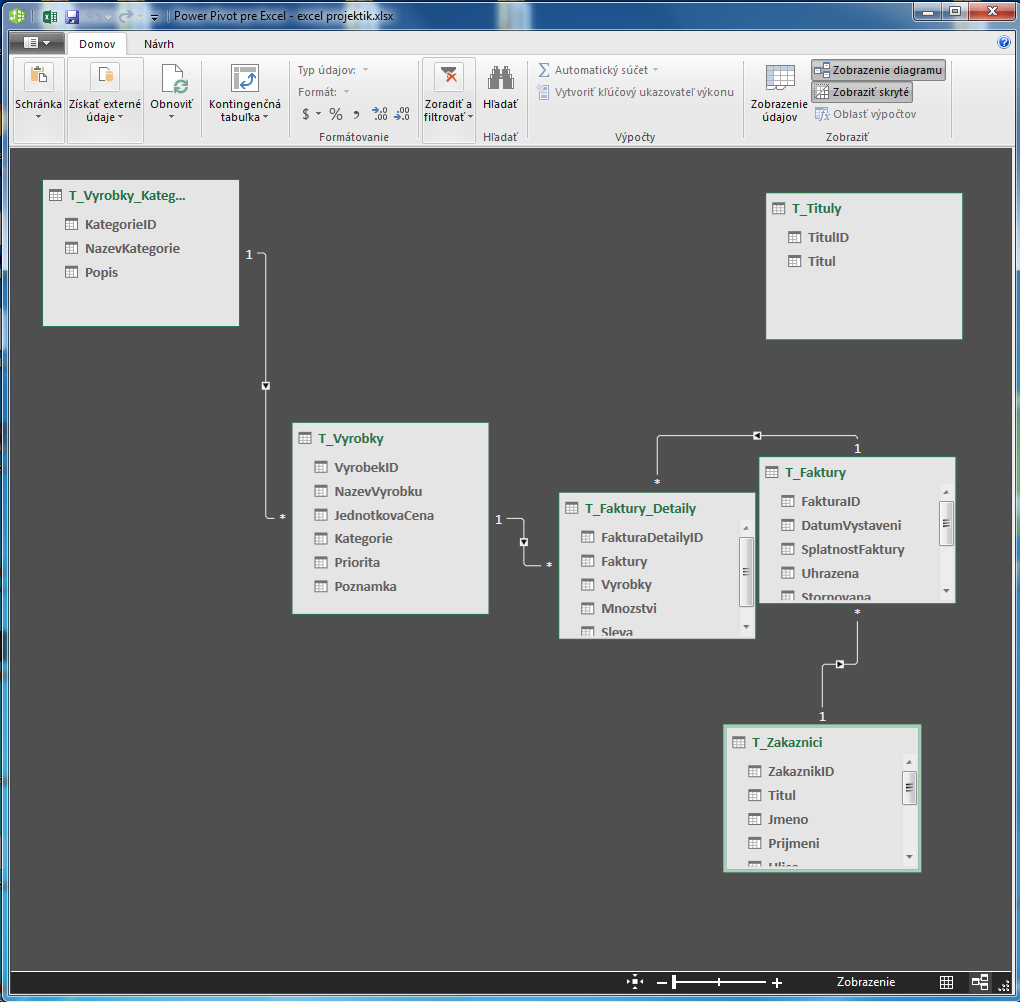 Power Pivot pre Excel - excel projektik.xlsx
Domov
Návrh
Schránka
Získať externé
údaje
Obnoviť
Kontingenčná
tabuľka
Typ údajov:
Formát:
$ % ,
Formátovanie
Zoradiť a
filtrovať
Hľadať
Hľadať
Automatický súčet
Vytvoriť kľúčový ukazovateľ výkonu
Výpočty
Zobrazenie
údajov
Zobrazenie diagramu
Zobraziť skryté
Oblasť výpočtov
Zobraziť
T_Vyrobky_Kateg...
KategorieID
NazevKategorie
Popis
1
*
T_Tituly
TitulID
Titul
T_Vyrobky
VyrobekID
NazevVyrobku
JednotkovaCena
Kategorie
Priorita
Poznamka
1
*
T_Faktury_Detaily
FakturaDetailyID
Faktury
Vyrobky
Mnozstvi
Sleva
*
1
T_Faktury
FakturaID
DatumVystaveni
SplatnostFaktury
Uhrazena
Stornovana
*
1
T_Zakaznici
ZakaznikID
Titul
Jmeno
Prijmeni
Ulice
Zobrazenie